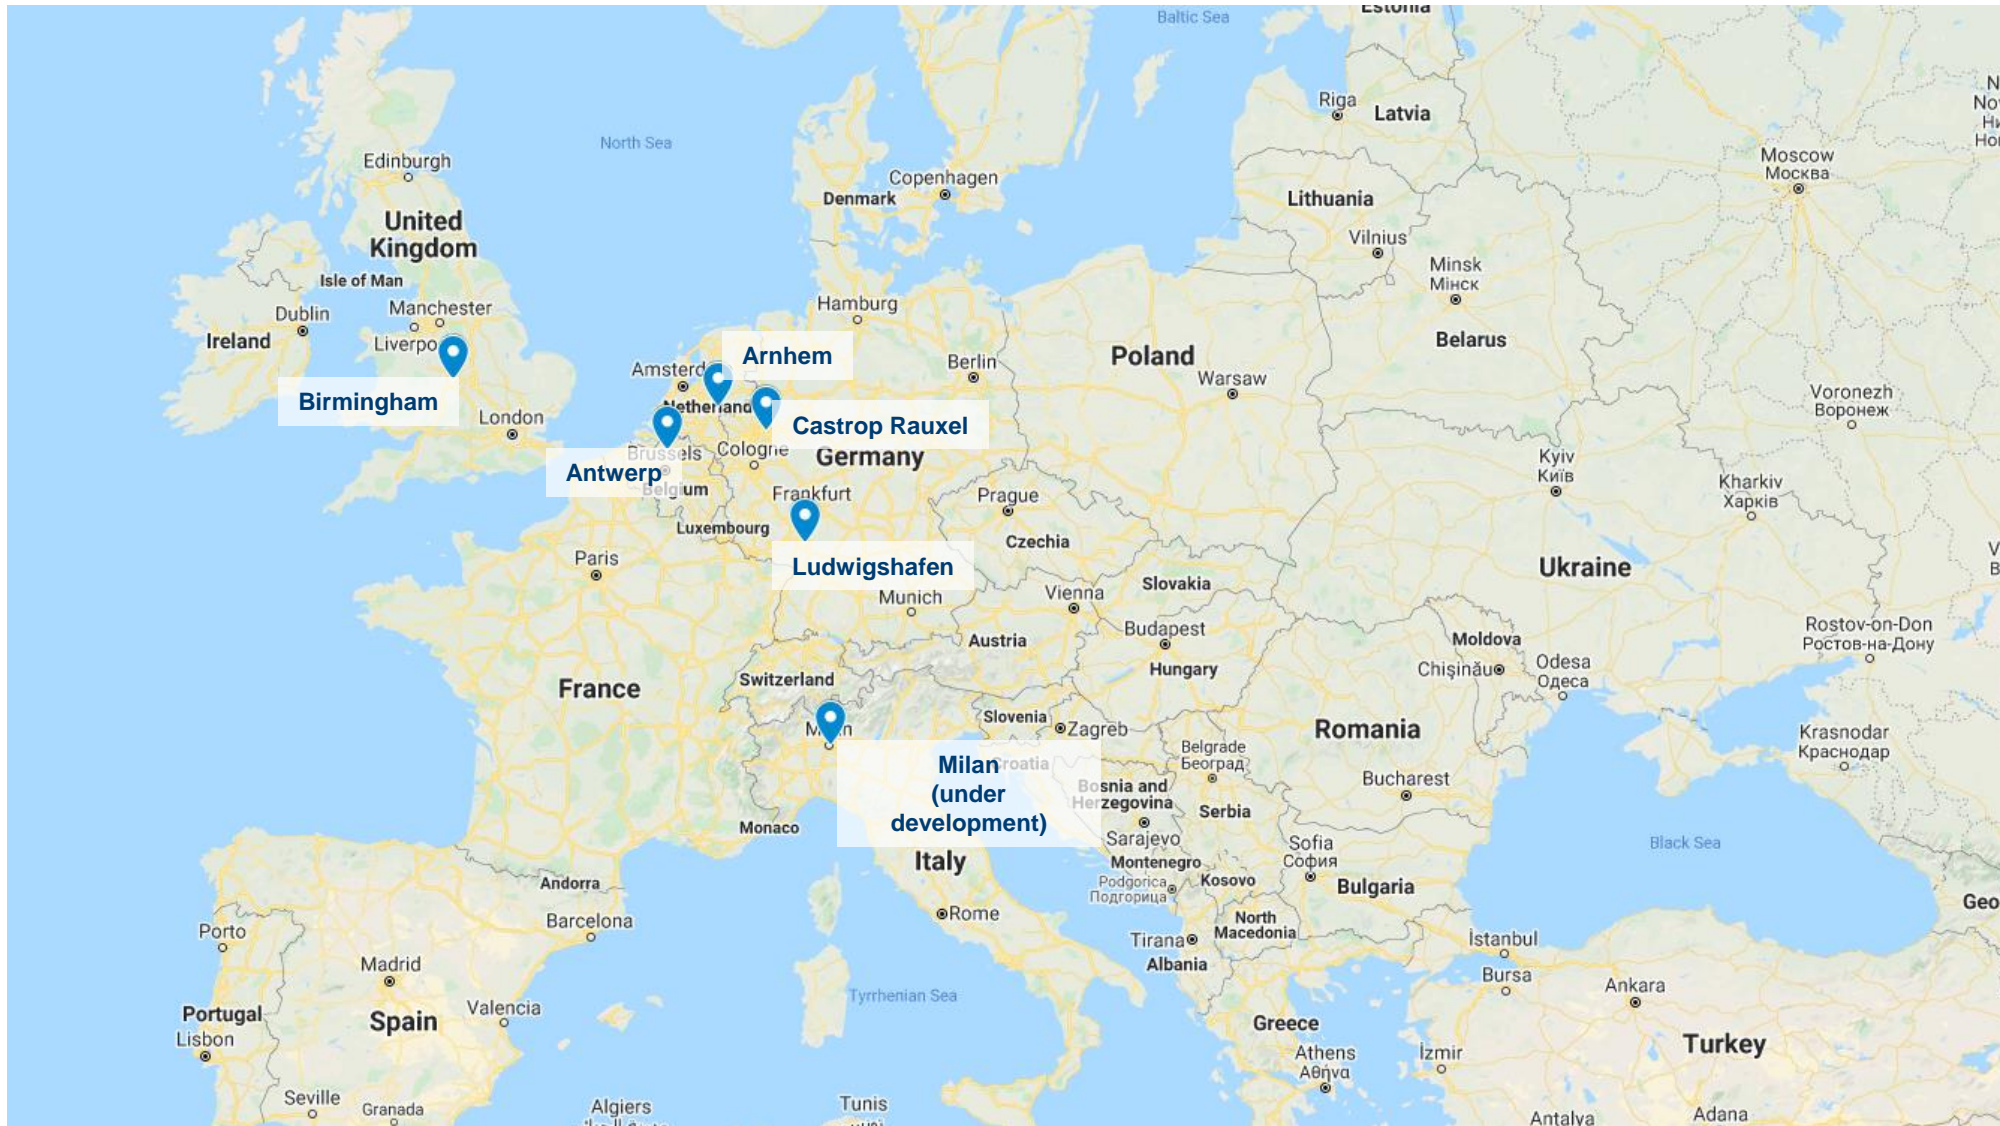 Estonia
Baltic Sea
Riga
Latvia
North Sea
Moscow
Москва
Edinburgh
Copenhagen
Denmark
Lithuania
United
Kingdom
Vilnius
Isle of Man
Minsk
Мінск
Manchester
Hamburg
Dublin
Ireland
Belarus
Arnhem
Poland
Berlin
Warsaw
Birmingham
Voronezh
Воронеж
London
Castrop Rauxel
Brussels
Cologne
Germany
Kyiv
Київ
Antwerp
Belgium
Frankfurt
Prague
Kharkiv
Харків
Luxembourg
Czechia
Paris
Ludwigshafen
Ukraine
Slovakia
Munich
Vienna
Budapest
Austria
Moldova
Rostov-on-Don
Ростов-на-Дону
Hungary
Chișinău
Odesa
Одеса
Switzerland
France
Slovenia
Zagreb
Romania
Krasnodar
Краснодар
Belgrade
Београд
Milan
(under
development)
Croatia
Bucharest
Bosnia and
Herzegovina
Serbia
Monaco
Sarajevo
Sofia
София
Black Sea
Italy
Montenegro
Podgorica
Подгорица
Kosovo
Bulgaria
Andorra
Geo
Rome
Barcelona
Porto
North
Macedonia
Tirana
İstanbul
Albania
Madrid
Bursa
Ankara
Tyrrhenian Sea
Valencia
Portugal
Spain
Greece
Lisbon
Turkey
Athens
Αθήνα
İzmir
Seville
Granada
Algiers
Tunis
Antalya
Adana